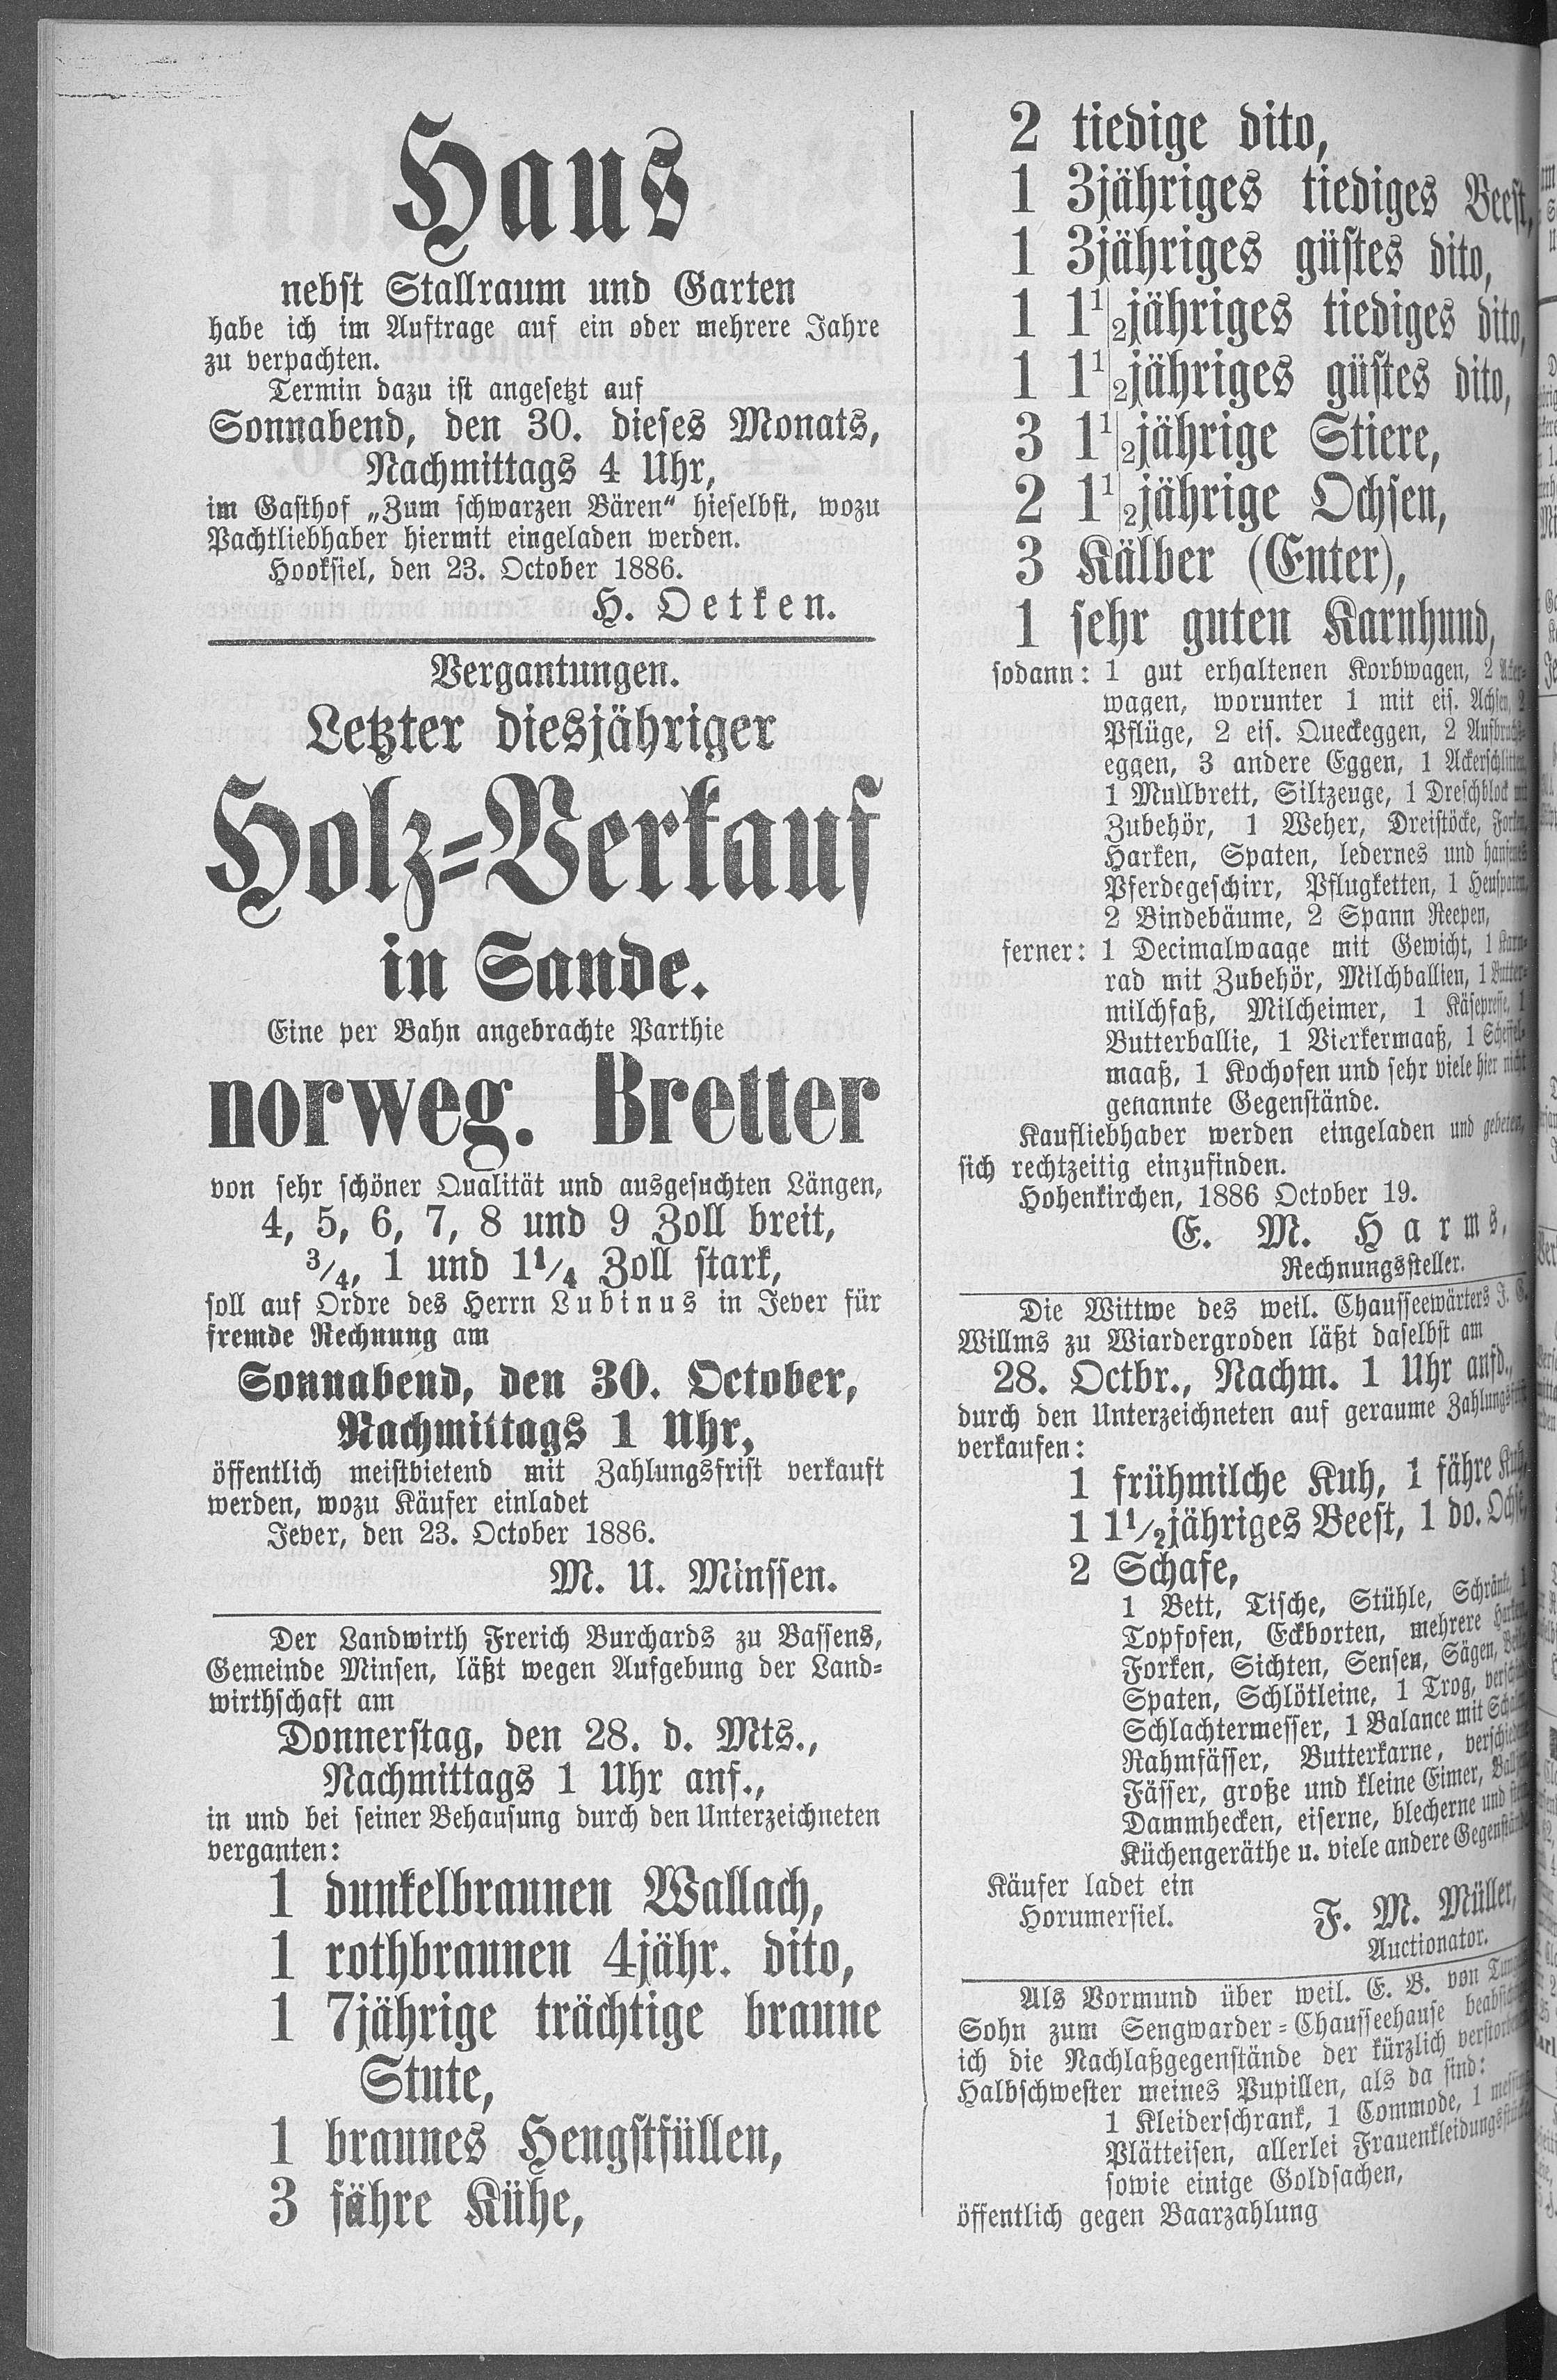 Haus
nebst Stallraum und Garten
habe ich im Auftrage auf ein oder mehrere Jahre
zu verpachten.
Termin dazu ist angesetzt auf
Sonnabend, den 30. dieses Monats,
Nachmittags 4 Uhr,
im Gasthof „Zum schwarzen Bären“ hieselbst, wozu
Pachtliebhaber hiermit eingeladen werden.
Hooksiel, den 23. October 1886.
H. Oetken.
Vergantungen.
Letzter diesjähriger
Holz-Verkauf
in Sande.
Eine per Bahn angebrachte Parthie
norweg. Bretter
von sehr schöner Qualität und ausgesuchten Längen,
4, 5, 6, 7, 8 und 9 Zoll breit,
3/4, 1 und 1 1/4 Zoll stark,
soll auf Ordre des Herrn Lubinus in Jever für
fremde Rechnung am
Sonnabend, den 30. October,
Nachmittags 1 Uhr,
öffentlich meistbietend mit Zahlungsfrist verkauft
werden, wozu Käufer einladet
Jever, den 23. October 1886.
M. U. Minssen.
Der Landwirth Frerich Burchards zu Bassens,
Gemeinde Minsen, läßt wegen Aufgebung der Land-
wirthschaft am
Donnerstag, den 28. d. Mts.,
Nachmittags 1 Uhr anf.,
in und bei seiner Behausung durch den Unterzeichneten
verganten:
1 dunkelbraunen Wallach,
1 rothbraunen 4jähr. dito,
1 7jährige trächtige braune
Stute,
1 braunes Hengstfüllen,
3 fähre Kühe,
2 tiedige dito,
1 3jähriges tiediges Beest,
1 3jähriges güstes dito,
1 1 1/2jähriges tiediges dito,
1 1 1/2jähriges güstes dito,
3 1 1/2jährige Stiere,
2 1 1/2jährige Ochsen,
3 Kälber (Enter),
1 sehr guten Karnhund,
sodann: 1 gut erhaltenen Korbwagen, 2 Acker-
wagen, worunter 1 mit eis. Achsen, 2
Pflüge, 2 eis. Queckeggen, 2 Aufbruchs-
eggen, 3 andere Eggen, 1 Ackerschlitten,
1 Mullbrett, Siltzeuge, 1 Dreschblock mit
Zubehör, 1 Weher, Dreistöcke, Forken,
Harken, Spaten, ledernes und hanfenes
Pferdegeschirr, Pflugketten, 1 Heuspaten,
2 Bindebäume, 2 Spann Reepen,
ferner: 1 Decimalwaage mit Gewicht, 1 Karn-
rad mit Zubehör, Milchballien, 1 Butter-
milchfaß, Milcheimer, 1 Käsepresse, 1
Butterballie, 1 Vierkermaaß, 1 Scheffel-
maaß, 1 Kochofen und sehr viele hier nicht
genannte Gegenstände.
Kaufliebhaber werden eingeladen und gebeten,
sich rechtzeitig einzufinden.
Hohenkirchen, 1886 October 19.
E. M. Harms,
Rechnungssteller.
Die Wittwe des weil. Chausseewärters J.
Willms zu Wiardergroden läßt daselbst am
28. Octbr., Nachm. 1 Uhr anfd.,
durch den Unterzeichneten auf geraume Zahlungsfrist
verkaufen:
1 frühmilche Kuh, 1 fähre Kuh,
1 1 1/2jähriges Beest, 1 do. Ochse,
2 Schafe,
1 Bett, Tische, Stühle, Schränke, 1
Topfofen, Eckborten, mehrere Harken,
Forken, Sichten, Sensen, Sägen, Beile,
Spaten, Schlötleine, 1 Trog,
Schlachtermesser, 1 Balance mit Schalen,
Rahmfässer, Butterkarne, verschiedene
Fässer, große und kleine Eimer,
Dammhecken, eiserne, blecherne und
Küchengeräthe u. viele andere Gegenstände
Käufer ladet ein
Horumersiel.
F. M. Müller,
Auctionator.
Als Vormund über weil. E. B. von
Sohn zum Sengwarder-Chausseehause beabsichtige
ich die Nachlaßgegenstände der kürzlich verstorbenen
Halbschwester meines Pupillen, als da sind:
1 Kleiderschrank, 1 Commode, 1
Plätteisen, allerlei Frauenkleidungsstücke
sowie einige Goldsachen,
öffentlich gegen Baarzahlung